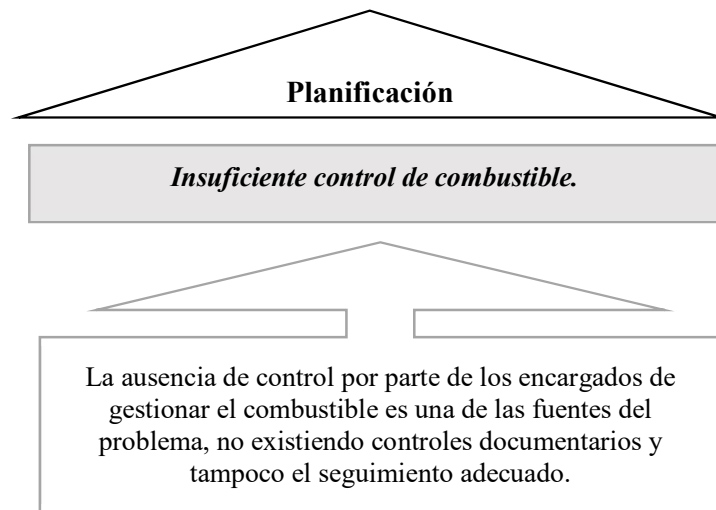 Planificación
Insuficiente control de combustible.
La ausencia de control por parte de los encargados de
gestionar el combustible es una de las fuentes del
problema, no existiendo controles documentarios y
tampoco el seguimiento adecuado.